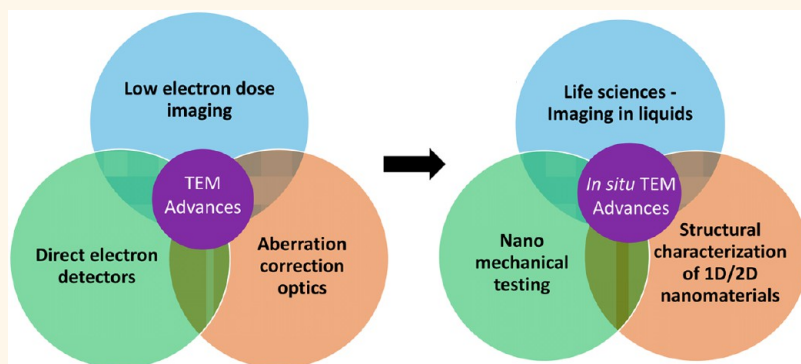 Low electron dose
imaging
TEM
Advances
Direct electron
detectors
Aberration
correction
optics
Life sciences -
Imaging in liquids
In situ TEM
Advances
Nano
mechanical
testing
Structural
characterization
of 1D/2D
nanomaterials